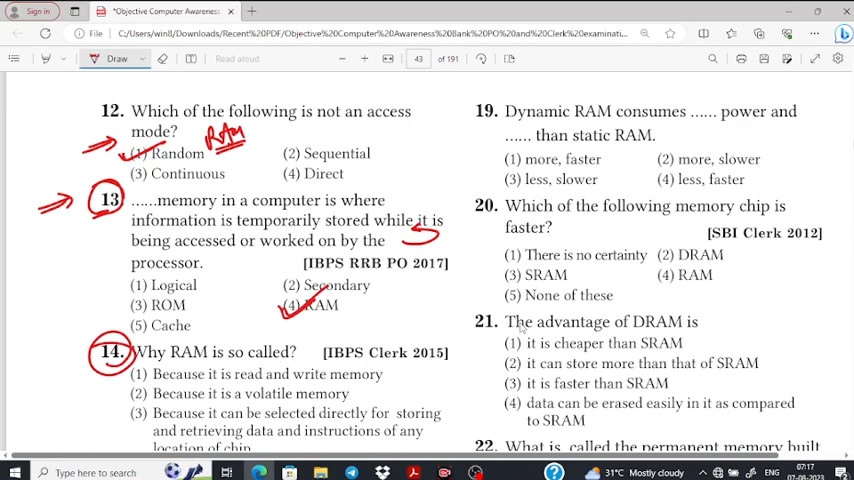 Sign in
*Objective Computer Awareness
C:/Users/win8/Downloads/Recent%20PDF/Objective%20Computer%20Awareness%20Bank%20PO%20and%20Clerk%20examinati...
Draw
Read aloud
43 of 191
12. Which of the following is not an access
mode?
RAM
(1) Random (2) Sequential
(3) Continuous (4) Direct
13 ......memory in a computer is where
information is temporarily stored while it is
being accessed or worked on by the
processor. [IBPS RRB PO 2017]
(1) Logical (2) Secondary
(3) ROM (4) RAM
(5) Cache
14. Why RAM is so called? [IBPS Clerk 2015]
(1) Because it is read and write memory
(2) Because it is a volatile memory
(3) Because it can be selected directly for storing
and retrieving data and instructions of any
location of chip
19. Dynamic RAM consumes ...... power and
...... than static RAM.
(1) more, faster (2) more, slower
(3) less, slower (4) less, faster
20. Which of the following memory chip is
faster? [SBI Clerk 2012]
(1) There is no certainty (2) DRAM
(3) SRAM (4) RAM
(5) None of these
21. The advantage of DRAM is
(1) it is cheaper than SRAM
(2) it can store more than that of SRAM
(3) it is faster than SRAM
(4) data can be erased easily in it as compared
to SRAM
22. What is called the permanent memory built
Type here to search
31°C Mostly cloudy
ENG
07:17
07-08-2023